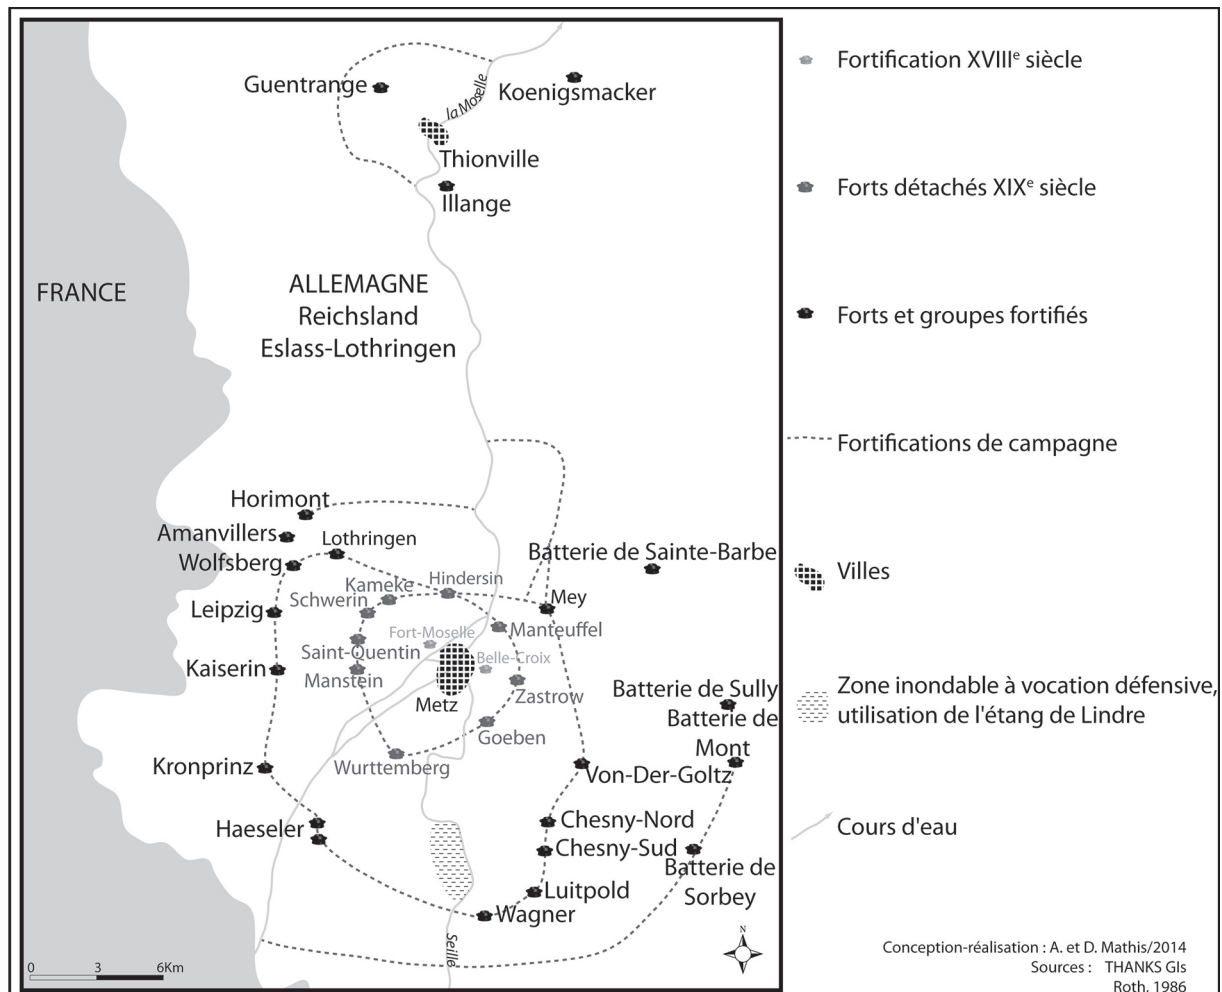 Guentrange
Koenigsmacker
la Moselle
Thionville
Illange
FRANCE
ALLEMAGNE
Reichsland
Eslass-Lothringen
Horimont
Amanvillers
Lothringen
Wolfsberg
Batterie de Sainte-Barbe
Hindersin
Kameke
Schwerin
Mey
Leipzig
Fort-Moselle
Manteuffel
Saint-Quentin
Belle-Croix
Kaiserin
Manstein
Zastrow
Batterie de Sully
Metz
Batterie de
Mont
Goeben
Kronprinz
Wurttemberg
Von-Der-Goltz
Haeseler
Chesny-Nord
Chesny-Sud
Batterie de
Sorbey
Luitpold
Wagner
Seille
N
0 3 6Km
Fortification XVIIIe siècle
Forts détachés XIXe siècle
Forts et groupes fortifiés
Fortifications de campagne
Villes
Zone inondable à vocation défensive,
utilisation de l'étang de Lindre
Cours d'eau
Conception-réalisation : A. et D. Mathis/2014
Sources : THANKS GIs
Roth, 1986